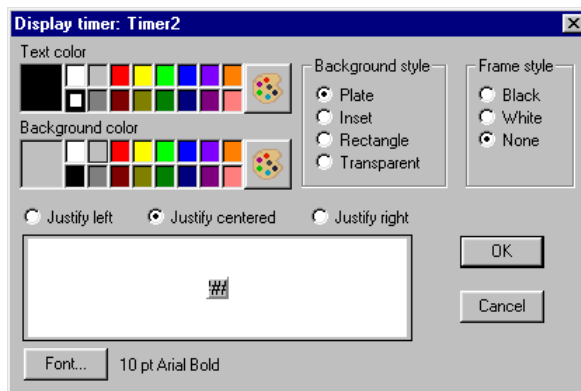 Display timer: Timer2
Text color
Background color
Background style
Plate
Inset
Rectangle
Transparent
Frame style
Black
White
None
Justify left
Justify centered
Justify right
##
OK
Cancel
Font...
10 pt Arial Bold